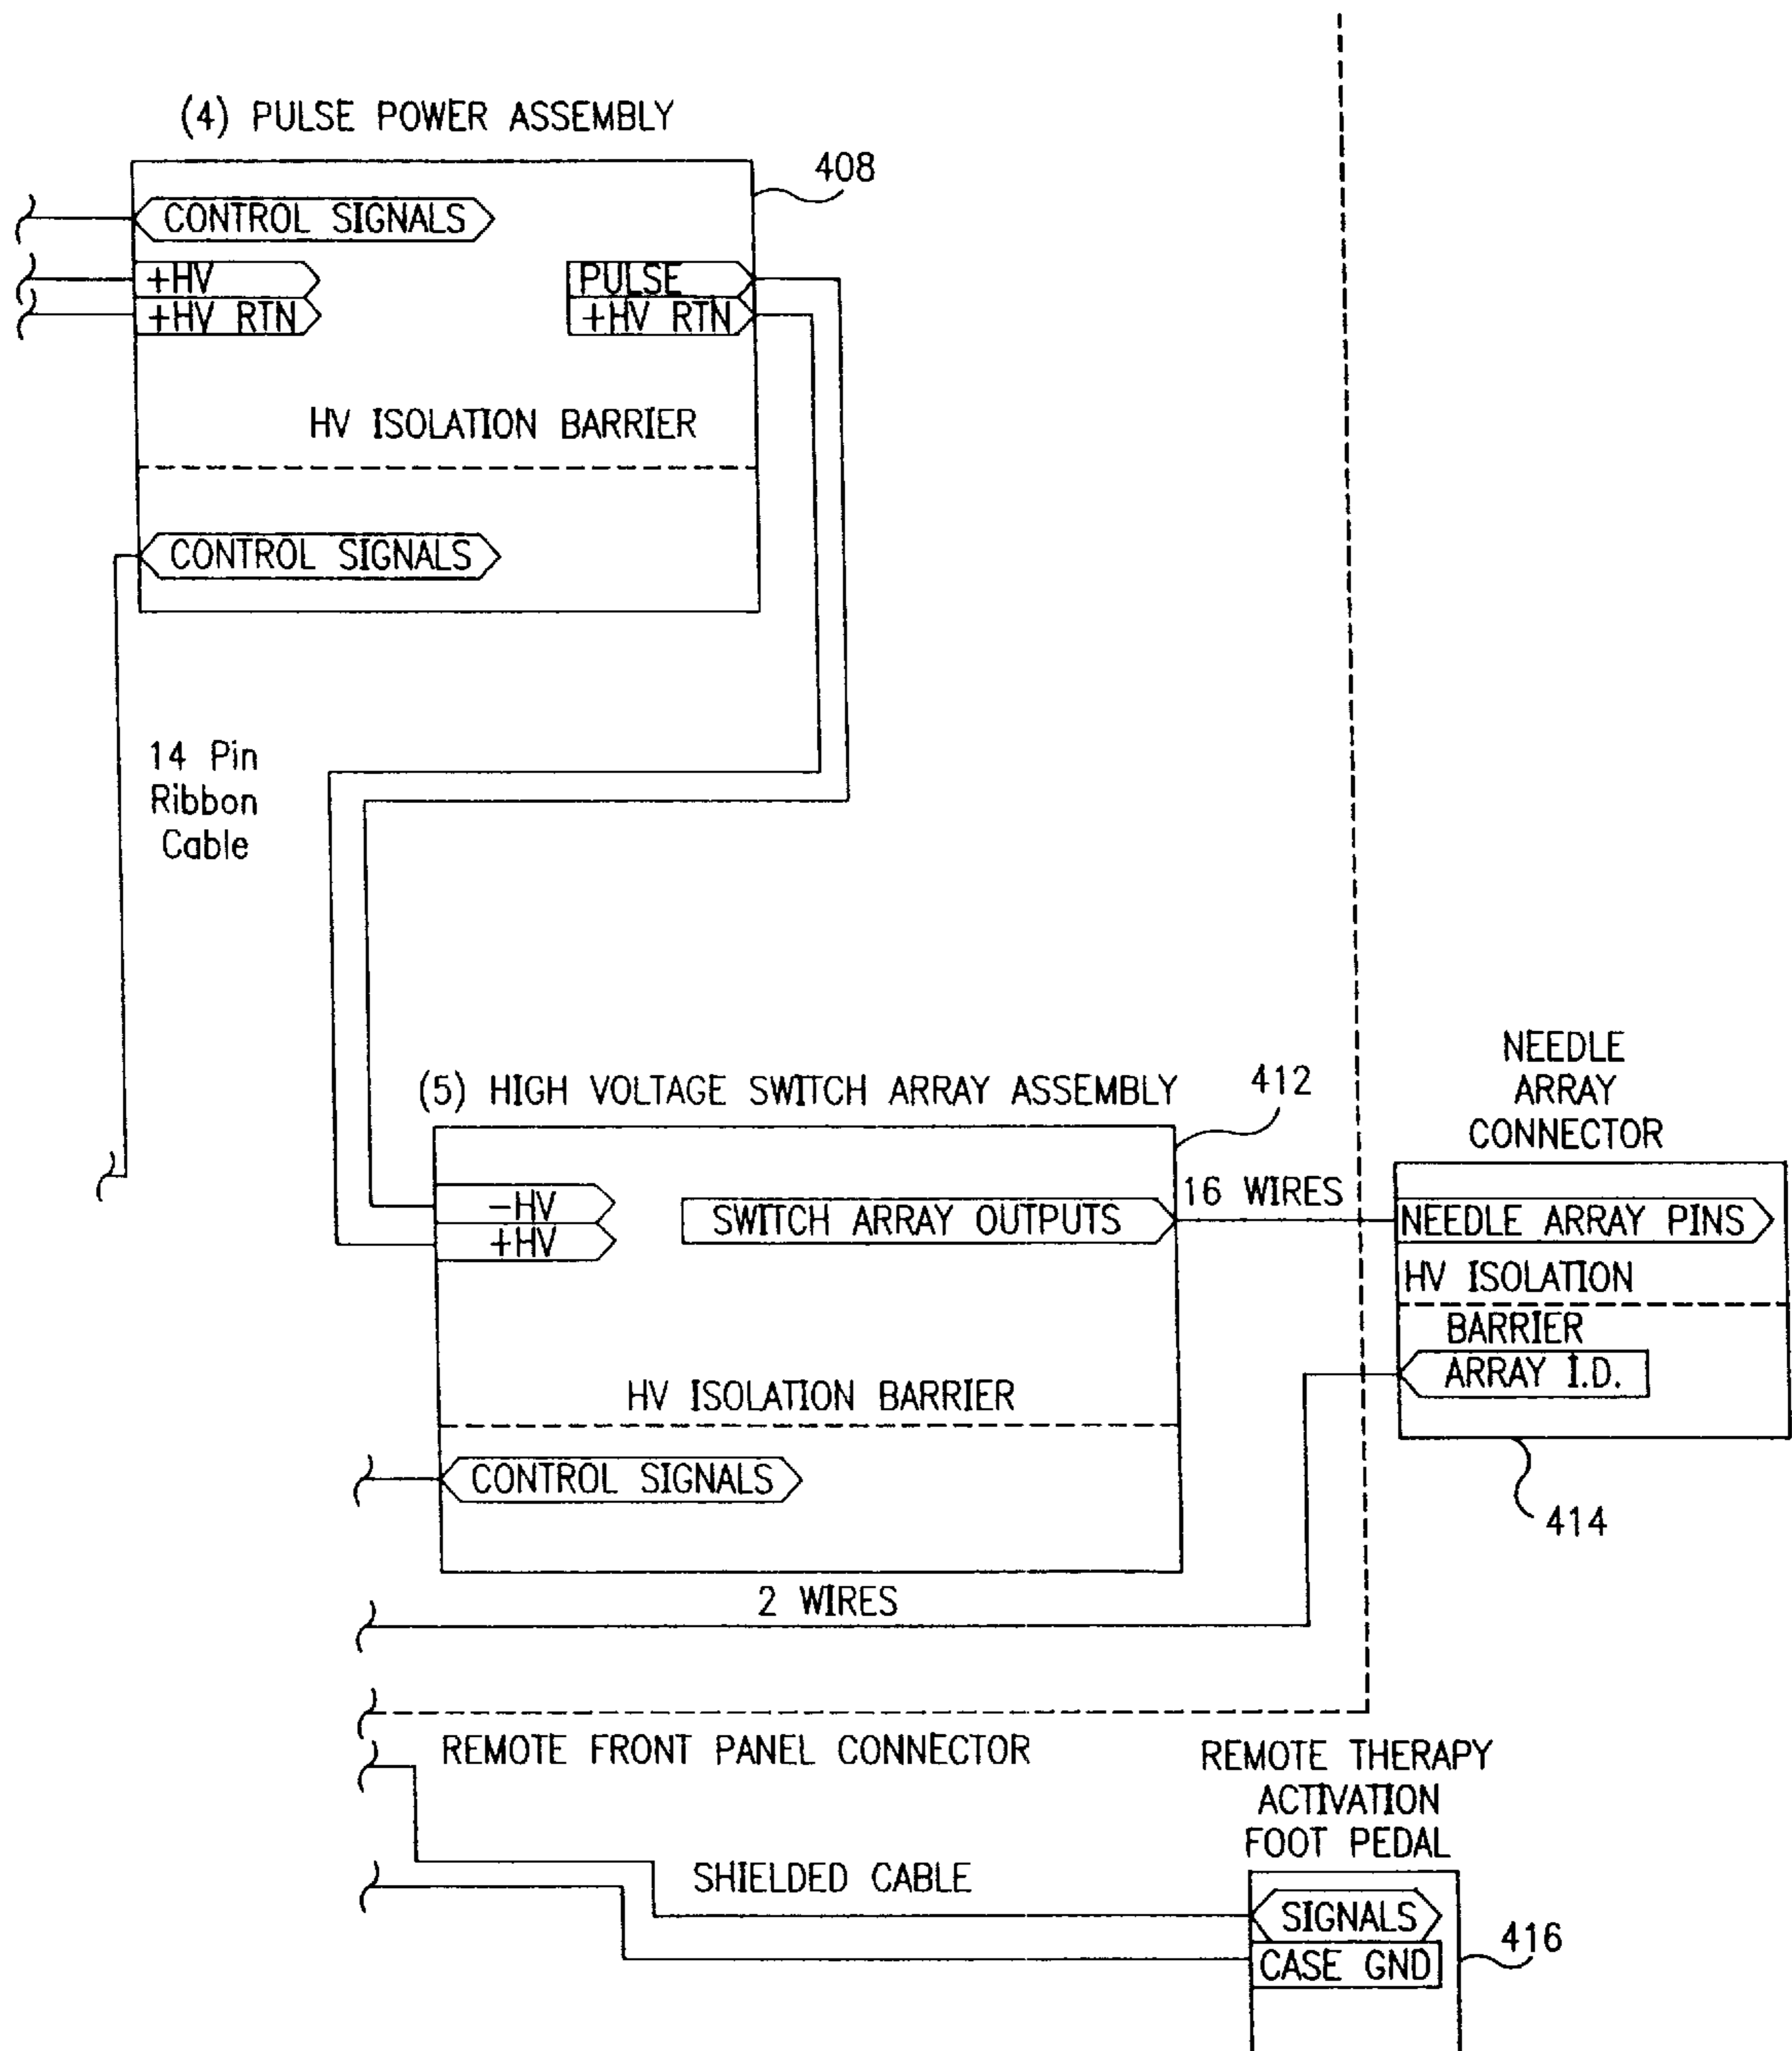 (4) PULSE POWER ASSEMBLY
408
CONTROL SIGNALS
+HV
PULSE
+HV RTN
+HV RTN
HV ISOLATION BARRIER
CONTROL SIGNALS
14 Pin
Ribbon
Cable
(5) HIGH VOLTAGE SWITCH ARRAY ASSEMBLY
412
NEEDLE
ARRAY
CONNECTOR
-HV
+HV
SWITCH ARRAY OUTPUTS
16 WIRES
NEEDLE ARRAY PINS
HV ISOLATION
BARRIER
ARRAY I.D.
414
HV ISOLATION BARRIER
CONTROL SIGNALS
2 WIRES
REMOTE FRONT PANEL CONNECTOR
REMOTE THERAPY
ACTIVATION
FOOT PEDAL
SHIELDED CABLE
SIGNALS
CASE GND
416